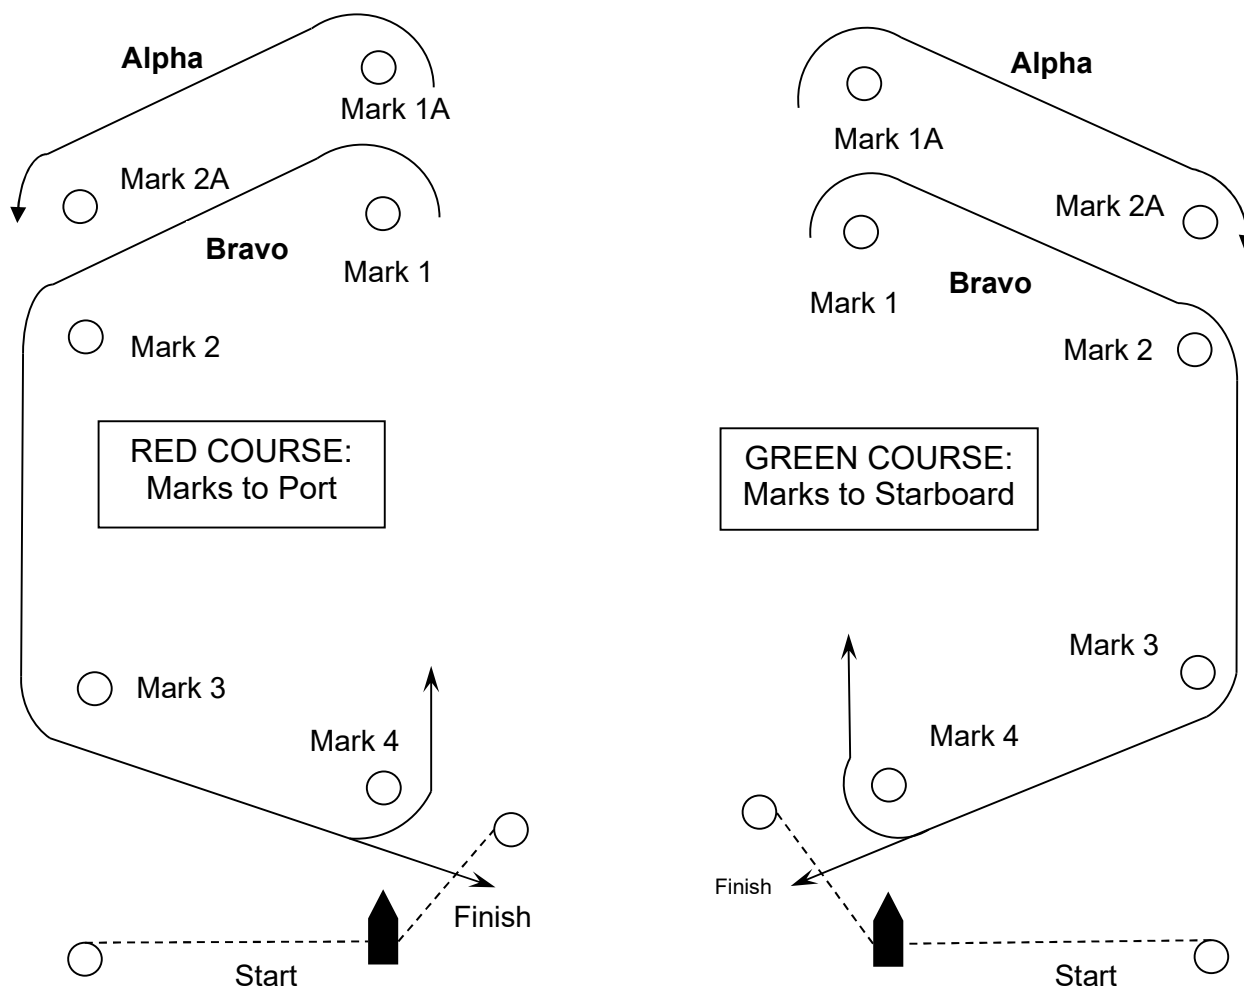 Alpha
Mark 1A
Mark 2A
Bravo
Mark 1
Mark 2
RED COURSE:
Marks to Port
Mark 3
Mark 4
Finish
Start
Alpha
Mark 1A
Mark 2A
Bravo
Mark 1
Mark 2
GREEN COURSE:
Marks to Starboard
Mark 3
Mark 4
Finish
Start